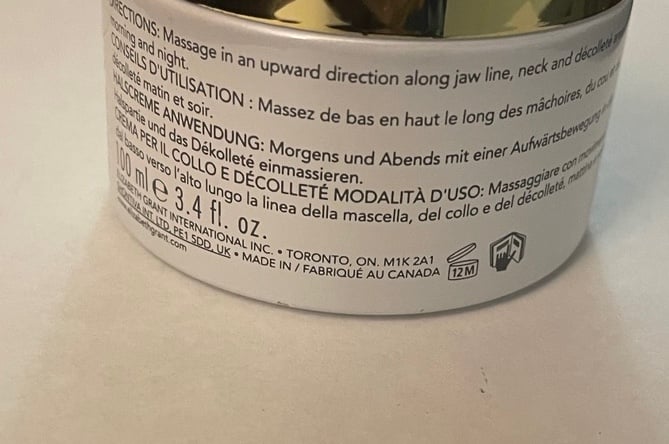 DIRECTIONS: Massage in an upward direction along jaw line, neck and décolleté
morning and night.
CONSEILS D'UTILISATION : Massez de bas en haut le long des mâchoires, du cou
décolleté matin et soir.
HALSCREME ANWENDUNG: Morgens und Abends mit einer Aufwärtsbewegung
Halspartie und das Dékolleté einmassieren.
CREMA PER IL COLLO E DÉCOLLETÉ MODALITÀ D'USO: Massaggiare con
basso verso l'alto lungo la linea della mascella, del collo e del décolleté,
100 ml e 3.4 fl. oz.
ELIZABETH GRANT INTERNATIONAL INC. • TORONTO, ON. M1K 2A1
INT. LTD, PE1 5DD, UK • MADE IN / FABRIQUÉ AU CANADA
12M